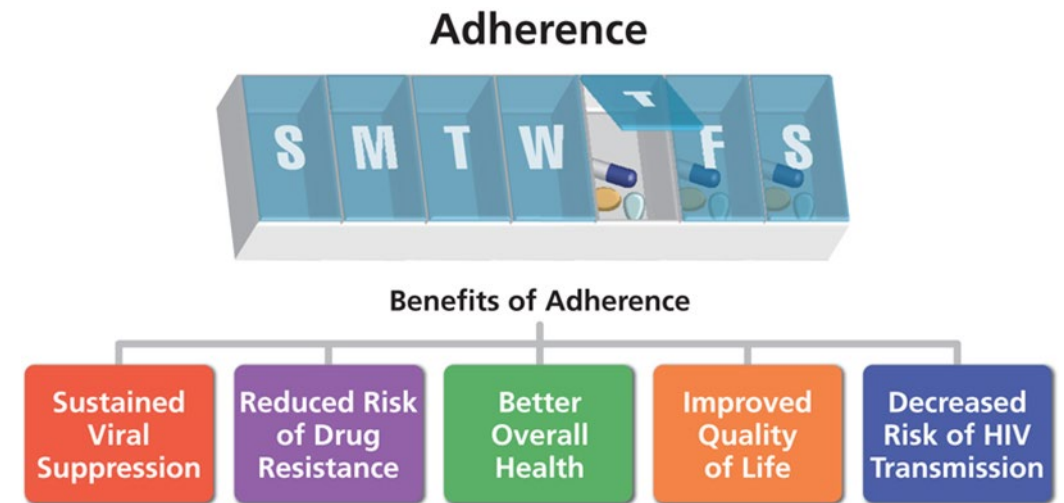 Adherence
S M T W T F S
Benefits of Adherence
Sustained
Viral
Suppression
Reduced Risk
of Drug
Resistance
Better
Overall
Health
Improved
Quality
of Life
Decreased
Risk of HIV
Transmission